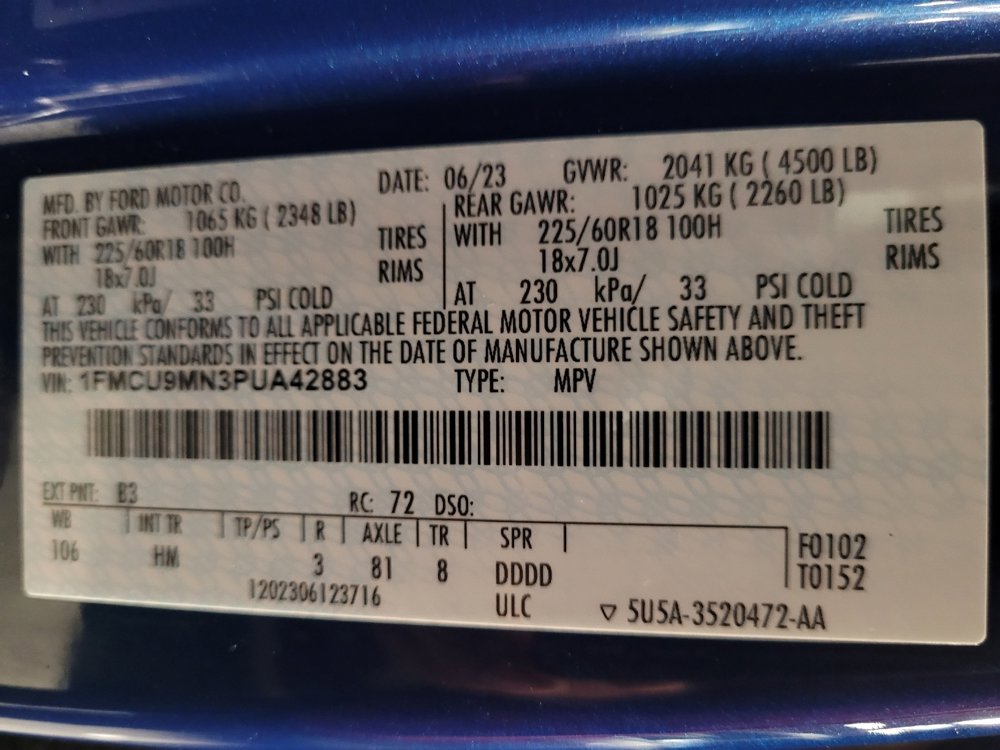 MFD. BY FORD MOTOR CO. DATE: 06/23 GVWR: 2041 KG ( 4500 LB)
FRONT GAWR: 1065 KG ( 2348 LB) REAR GAWR: 1025 KG ( 2260 LB)
WITH 225/60R18 100H TIRES WITH 225/60R18 100H TIRES
18x7.0J RIMS 18x7.0J RIMS
AT 230 kPa/ 33 PSI COLD AT 230 kPa/ 33 PSI COLD
THIS VEHICLE CONFORMS TO ALL APPLICABLE FEDERAL MOTOR VEHICLE SAFETY AND THEFT
PREVENTION STANDARDS IN EFFECT ON THE DATE OF MANUFACTURE SHOWN ABOVE.
VIN: 1FMCU9MN3PUA42883 TYPE: MPV
EXT PNT: B3 RC: 72 DSO:
WB INT TR TP/PS R AXLE TR SPR
106 HM 3 81 8 DDDD
F0102
T0152
1202306123716 ULC ▽ 5U5A-3520472-AA